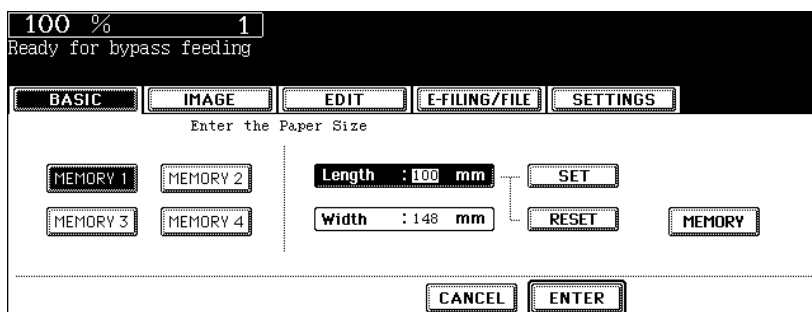 100 % 1
Ready for bypass feeding
BASIC IMAGE EDIT E-FILING/FILE SETTINGS
Enter the Paper Size
MEMORY 1 MEMORY 2 Length :100 mm SET
MEMORY 3 MEMORY 4 Width :148 mm RESET MEMORY
CANCEL ENTER